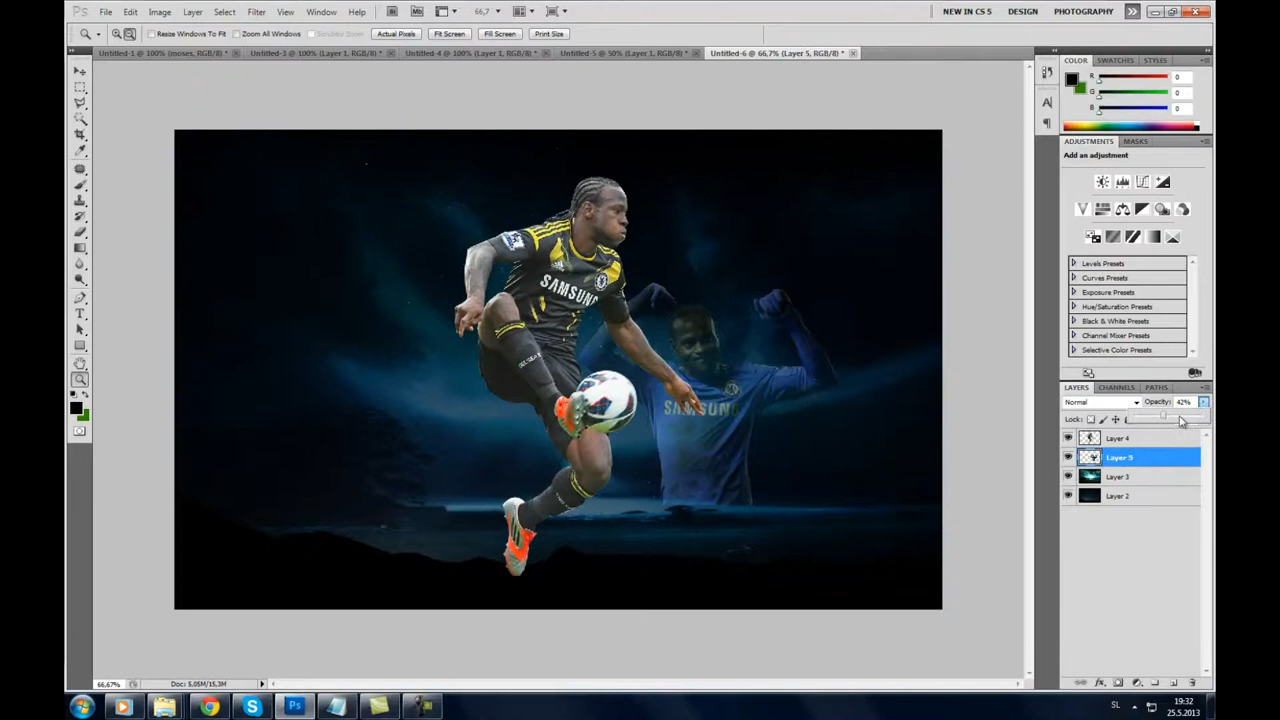 Ps File Edit Image Layer Select Filter View Window Help Br Mb 66,7 NEW IN CS 5 DESIGN PHOTOGRAPHY
Resize Windows To Fit Zoom All Windows Scrubby Zoom Actual Pixels Fit Screen Fill Screen Print Size
Untitled-1 @ 100% (moses, RGB/8) * Untitled-3 @ 100% (Layer 1, RGB/8) * Untitled-4 @ 100% (Layer 1, RGB/8) * Untitled-5 @ 50% (Layer 1, RGB/8) * Untitled-6 @ 66,7% (Layer 5, RGB/8) *
COLOR SWATCHES STYLES
R 0
G 0
B 0
ADJUSTMENTS MASKS
Add an adjustment
Levels Presets
Curves Presets
Exposure Presets
Hue/Saturation Presets
Black & White Presets
Channel Mixer Presets
Selective Color Presets
LAYERS CHANNELS PATHS
Normal Opacity: 42%
Lock:
Layer 4
Layer 5
Layer 3
Layer 2
SAMSUNG
SAMSUNG
66,67% Doc: 5,05M/15,3M
Ps SL 19:32
25.5.2013